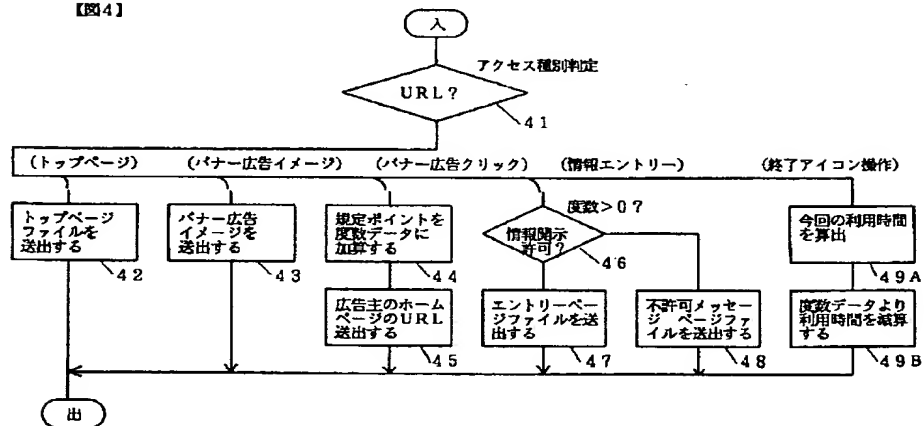 【図4】
入
アクセス種別判定
URL?
41
(トップページ)
(バナー広告イメージ)
(バナー広告クリック)
(情報エントリー)
(終了アイコン操作)
トップページ
ファイルを
送出する
42
バナー広告
イメージを
送出する
43
規定ポイントを
度数データに
加算する
44
広告主のホーム
ページのURL
送出する
45
度数>0?
情報開示
許可?
46
エントリーペー
ジファイルを送
出する
47
不許可メッセー
ジ ページファ
イルを送出する
48
今回の利用時間
を算出
49A
度数データより
利用時間を減算
する
49B
出